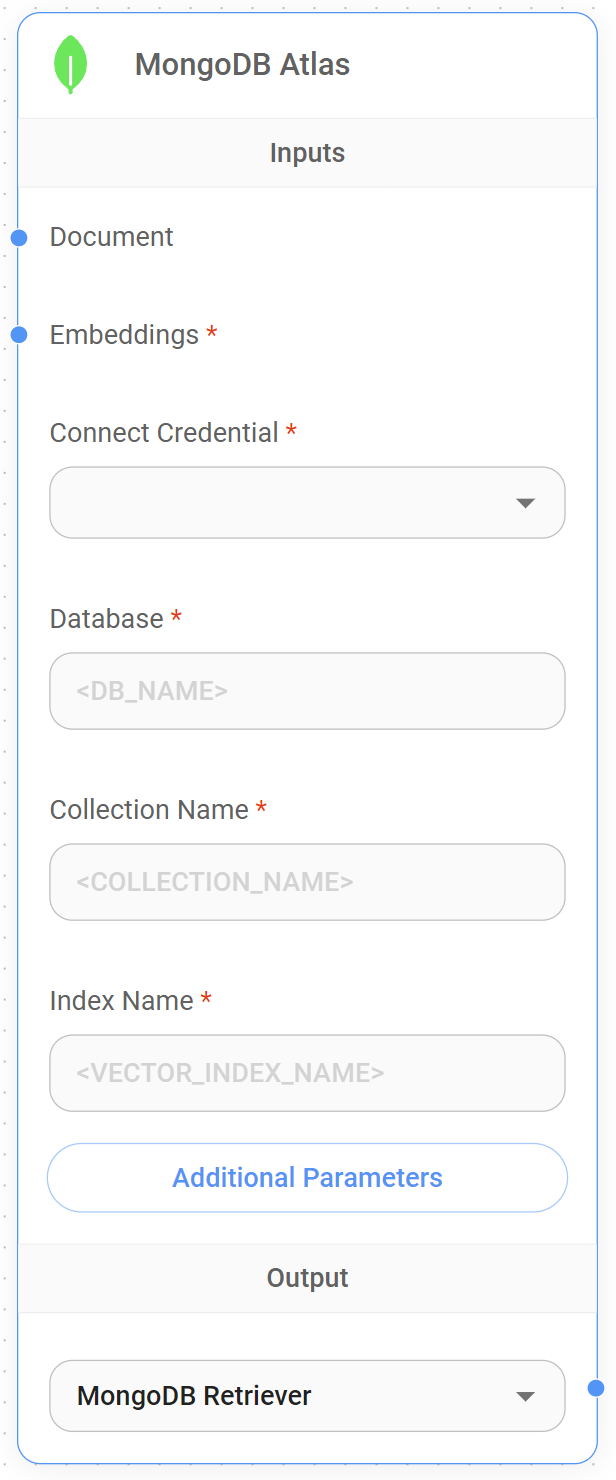 MongoDB Atlas
Inputs
Document
Embeddings *
Connect Credential *
Database *
<DB_NAME>
Collection Name *
<COLLECTION_NAME>
Index Name *
<VECTOR_INDEX_NAME>
Additional Parameters
Output
MongoDB Retriever